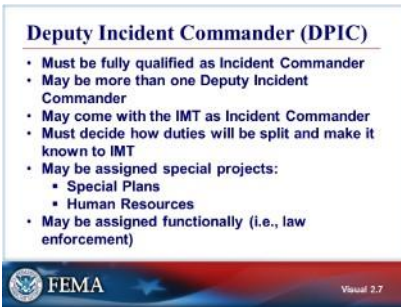 Deputy Incident Commander (DPIC)
• Must be fully qualified as Incident Commander
• May be more than one Deputy Incident
Commander
• May come with the IMT as Incident Commander
• Must decide how duties will be split and make it
known to IMT
• May be assigned special projects:
▪ Special Plans
▪ Human Resources
• May be assigned functionally (i.e., law
enforcement)
FEMA
Visual 2.7